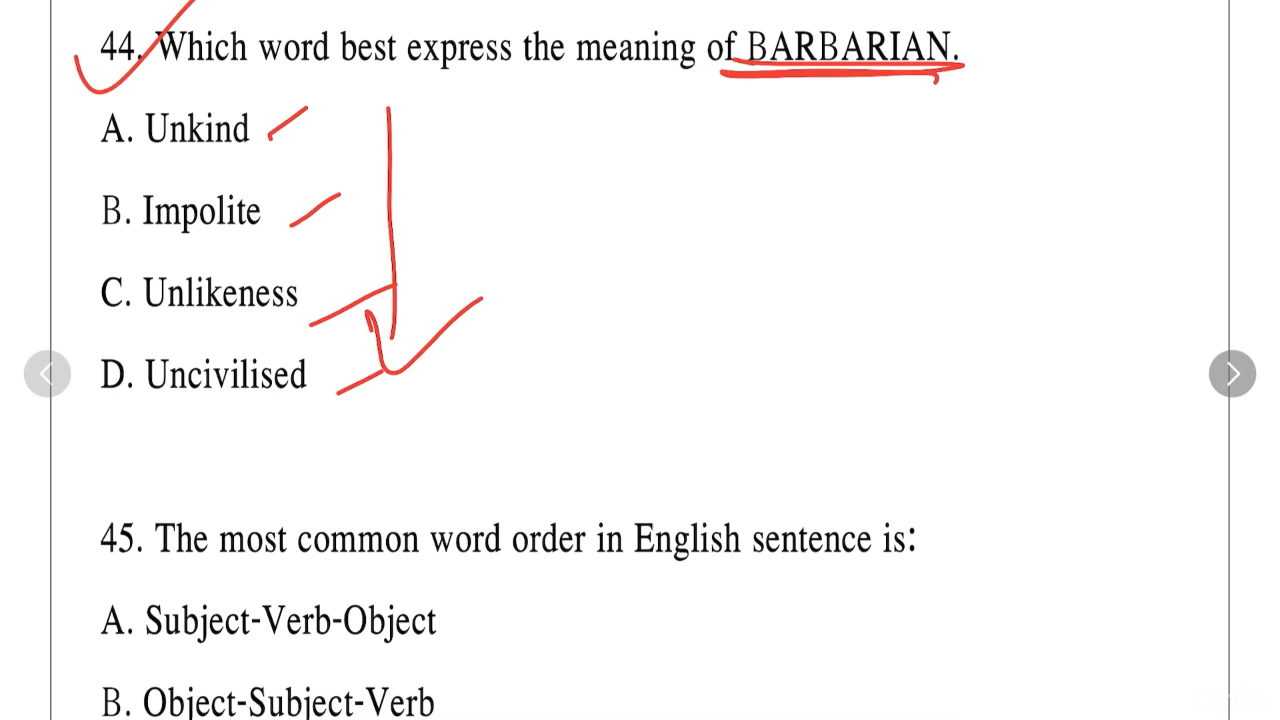 44. Which word best express the meaning of BARBARIAN.
A. Unkind
B. Impolite
C. Unlikeness
D. Uncivilised
45. The most common word order in English sentence is:
A. Subject-Verb-Object
B. Object-Subject-Verb